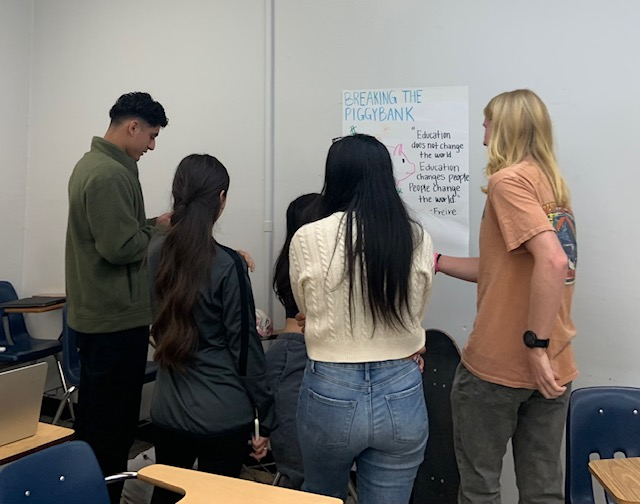 BREAKING THE
PIGGYBANK
"Education
does not change
the world
Education
changes people
People change
the world"
-Freire